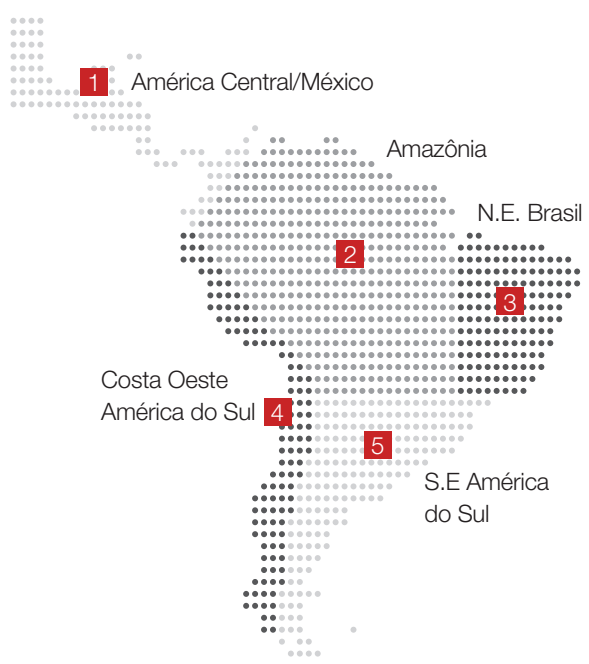 1 América Central/México
Amazônia
N.E. Brasil
2
3
Costa Oeste
América do Sul 4
5
S.E América
do Sul